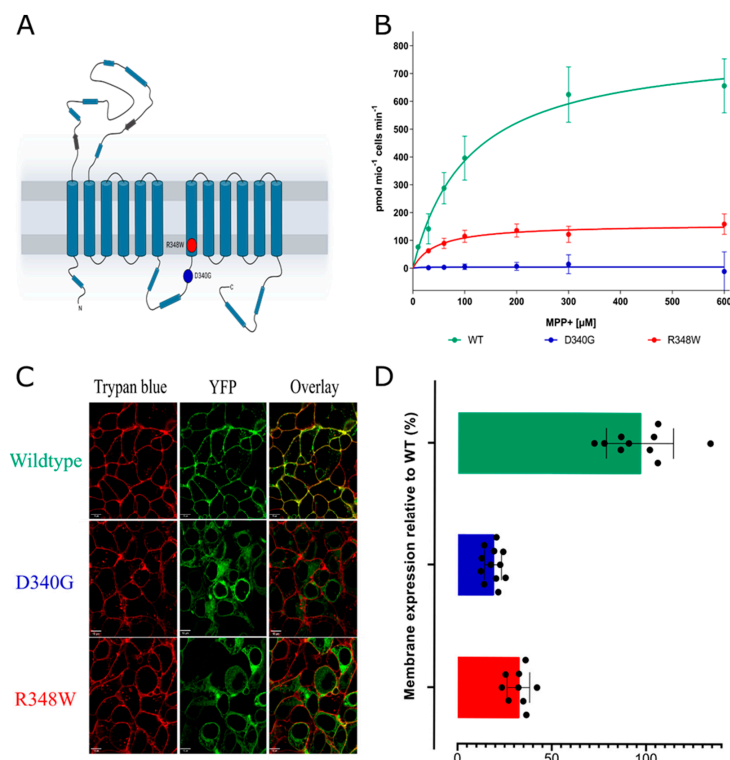 A
R348W
D340G
C
N
B
pmol mio⁻¹ cells min⁻¹
800
700
600
500
400
300
200
100
0
0
100
200
300
400
500
600
MPP+ [µM]
WT
D340G
R348W
C
Trypan blue
YFP
Overlay
Wildtype
D340G
R348W
D
Membrane expression relative to WT (%)
0
50
100